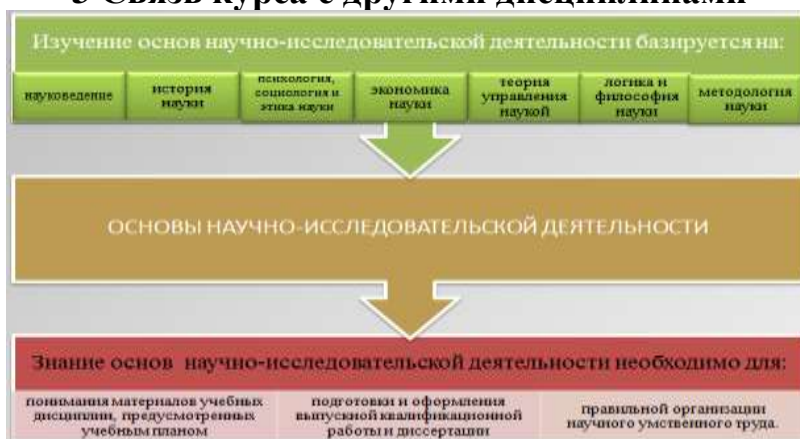 3 Связь курса с другими дисциплинами
Изучение основ научно-исследовательской деятельности базируется на:
науковедение
история
науки
психология,
социология и
этика науки
экономика
науки
теория
управления
наукой
логика и
философия
науки
методология
науки
ОСНОВЫ НАУЧНО-ИССЛЕДОВАТЕЛЬСКОЙ ДЕЯТЕЛЬНОСТИ
Знание основ научно-исследовательской деятельности необходимо для:
понимания материалов учебных
дисциплин, предусмотренных
учебным планом
подготовки и оформления
выпускной квалификационной
работы и диссертации
правильной организации
научного умственного труда.